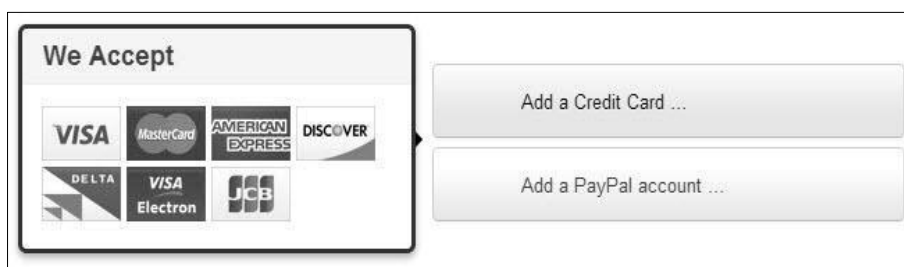 We Accept
VISA MasterCard AMERICAN EXPRESS DISCOVER
DELTA VISA Electron JCB
Add a Credit Card ...
Add a PayPal account ...